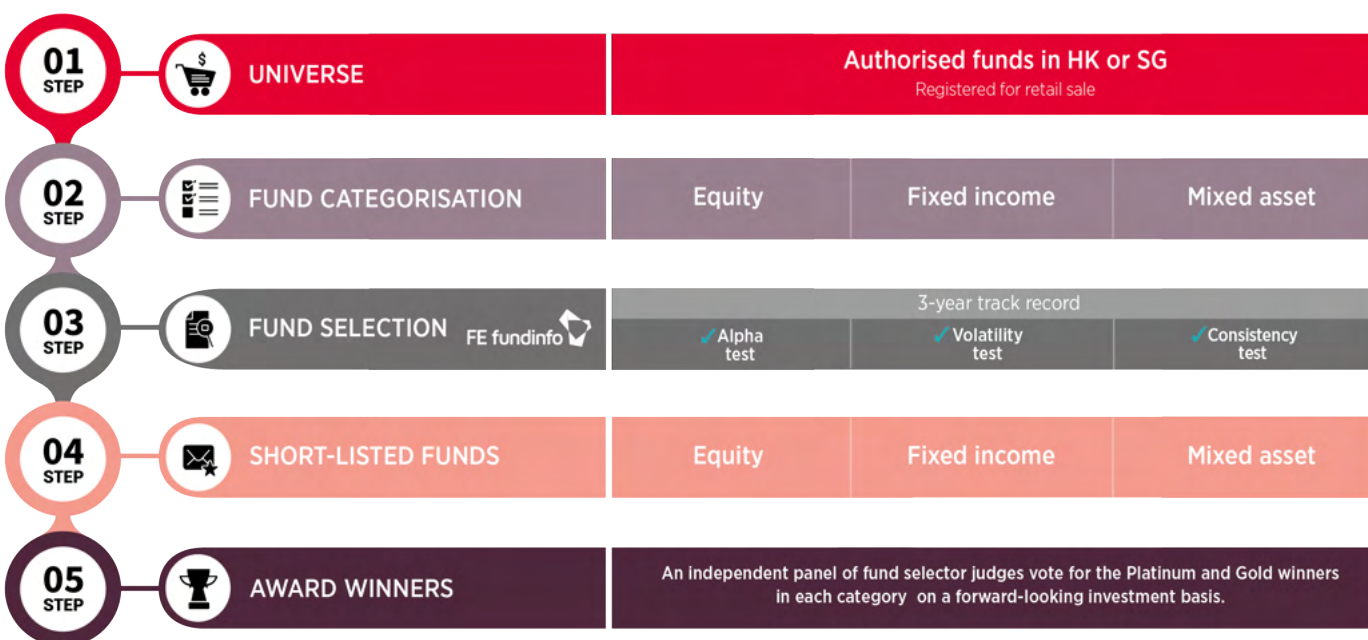 01
STEP
$
UNIVERSE
Authorised funds in HK or SG
Registered for retail sale
02
STEP
FUND CATEGORISATION
Equity
Fixed income
Mixed asset
03
STEP
FUND SELECTION
FE fundinfo
3-year track record
Alpha
test
Volatility
test
Consistency
test
04
STEP
SHORT-LISTED FUNDS
Equity
Fixed income
Mixed asset
05
STEP
AWARD WINNERS
An independent panel of fund selector judges vote for the Platinum and Gold winners
in each category on a forward-looking investment basis.